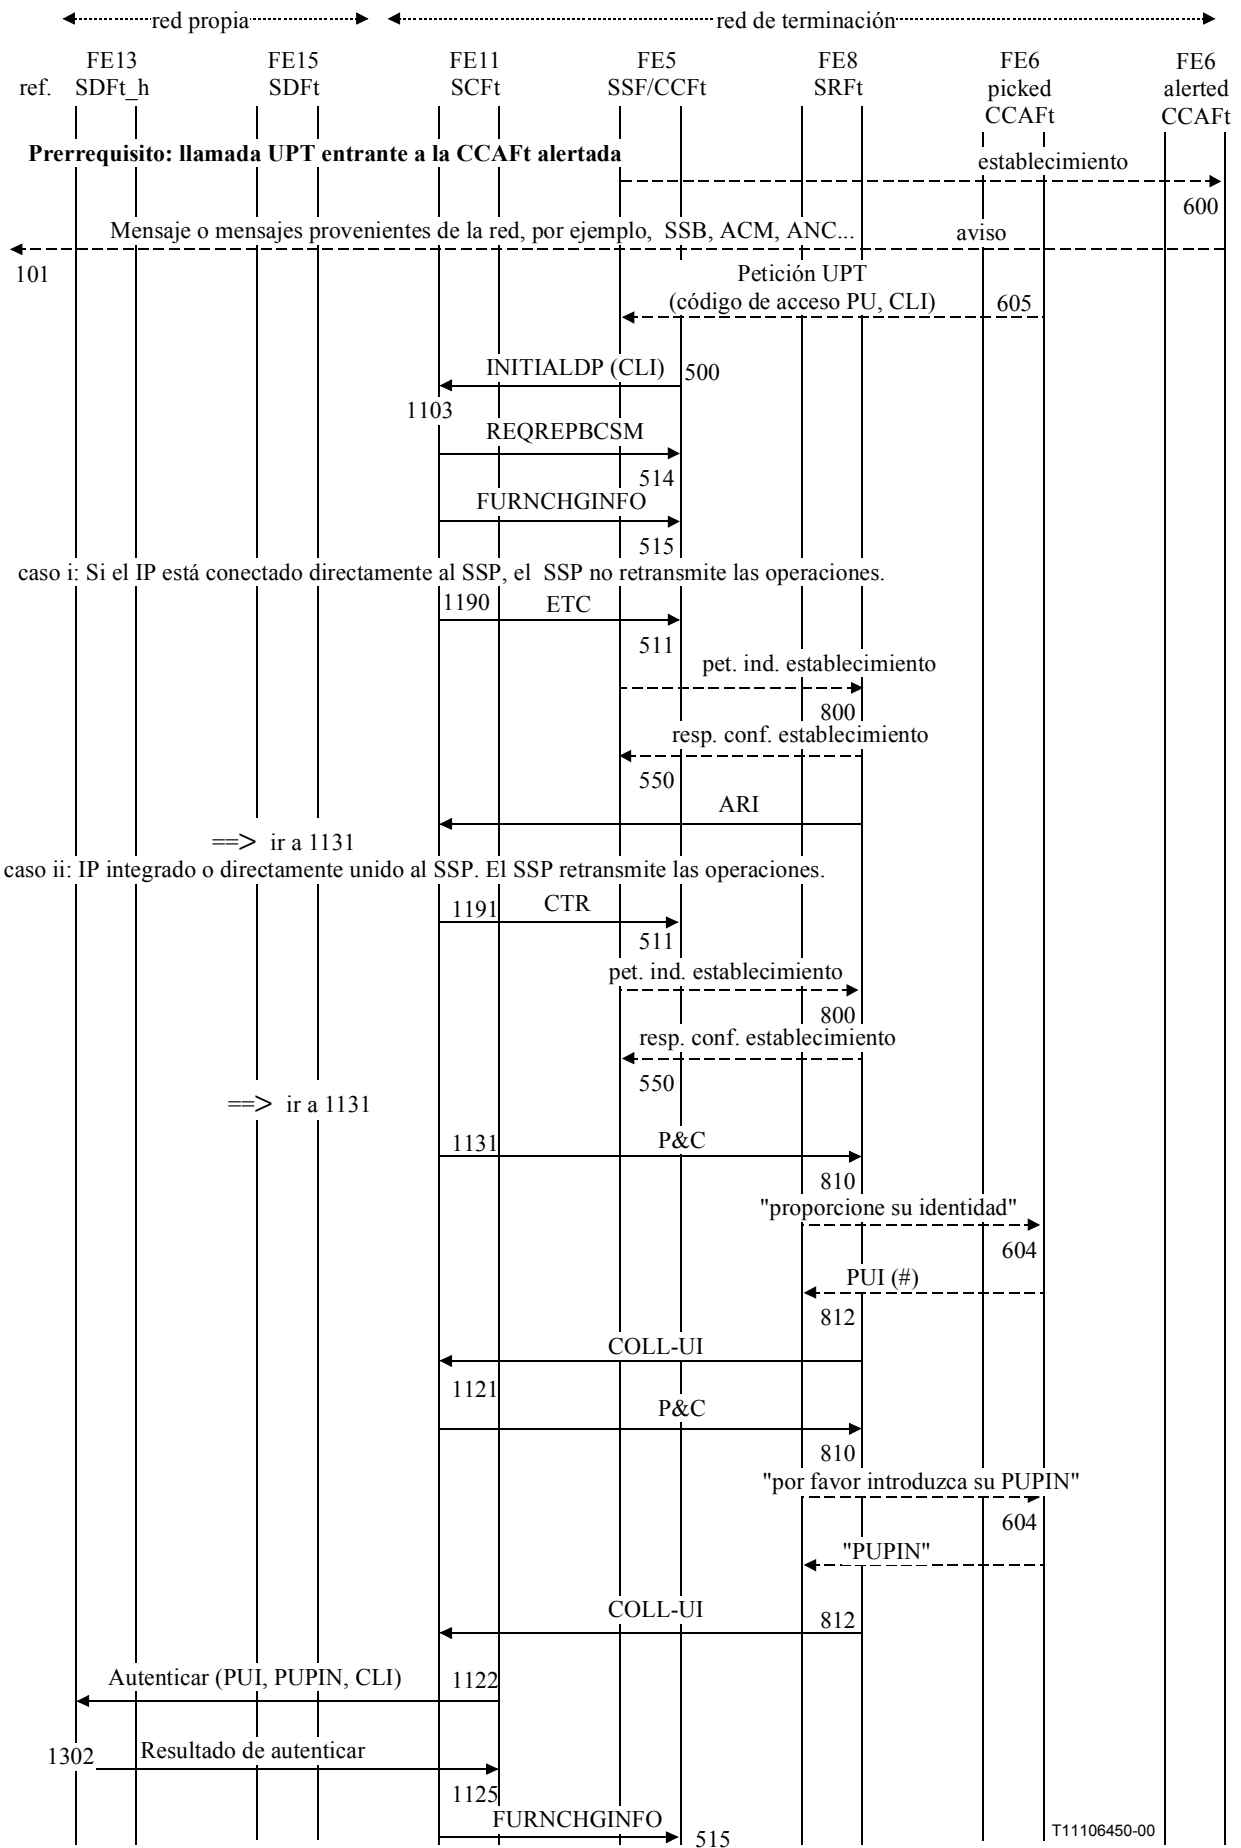 red propia
red de terminación
FE13 FE15 FE11 FE5 FE8 FE6 FE6
ref. SDFt_h SDFt SCFt SSF/CCFt SRFt picked alerted
CCAFt CCAFt
Prerrequisito: llamada UPT entrante a la CCAFt alertada
establecimiento
600
Mensaje o mensajes provenientes de la red, por ejemplo, SSB, ACM, ANC... aviso
101
Petición UPT
(código de acceso PU, CLI) 605
INITIALDP (CLI) 500
1103
REQREPBCSM
514
FURNCHGINFO
515
caso i: Si el IP está conectado directamente al SSP, el SSP no retransmite las operaciones.
1190 ETC
511
pet. ind. establecimiento
800
resp. conf. establecimiento
550
ARI
==> ir a 1131
caso ii: IP integrado o directamente unido al SSP. El SSP retransmite las operaciones.
1191 CTR
511
pet. ind. establecimiento
800
resp. conf. establecimiento
550
==> ir a 1131
1131 P&C
810
"proporcione su identidad"
604
PUI (#)
812
COLL-UI
1121
P&C
810
"por favor introduzca su PUPIN"
604
"PUPIN"
COLL-UI
812
Autenticar (PUI, PUPIN, CLI) 1122
1302 Resultado de autenticar
1125
FURNCHGINFO
515
T11106450-00